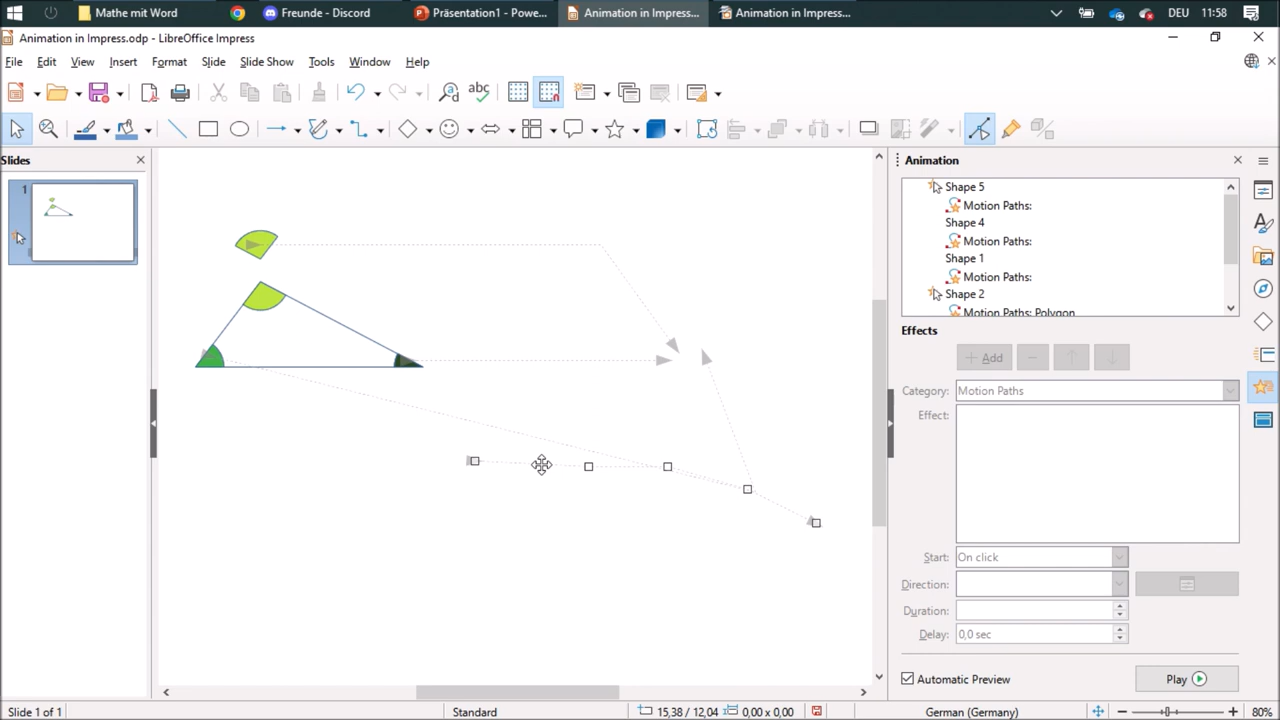 Mathe mit Word
Freunde - Discord
Präsentation1 - Powe...
Animation in Impress...
Animation in Impress...
DEU
11:58
Animation in Impress.odp - LibreOffice Impress
File Edit View Insert Format Slide Slide Show Tools Window Help
abc
Slides
1
Animation
Shape 5
Motion Paths:
Shape 4
Motion Paths:
Shape 1
Motion Paths:
Shape 2
Motion Paths: Polygon
Effects
Add
Category: Motion Paths
Effect:
Start: On click
Direction:
Duration:
Delay: 0,0 sec
Automatic Preview
Play
Slide 1 of 1
Standard
15,38 / 12,04
0,00 x 0,00
German (Germany)
80%